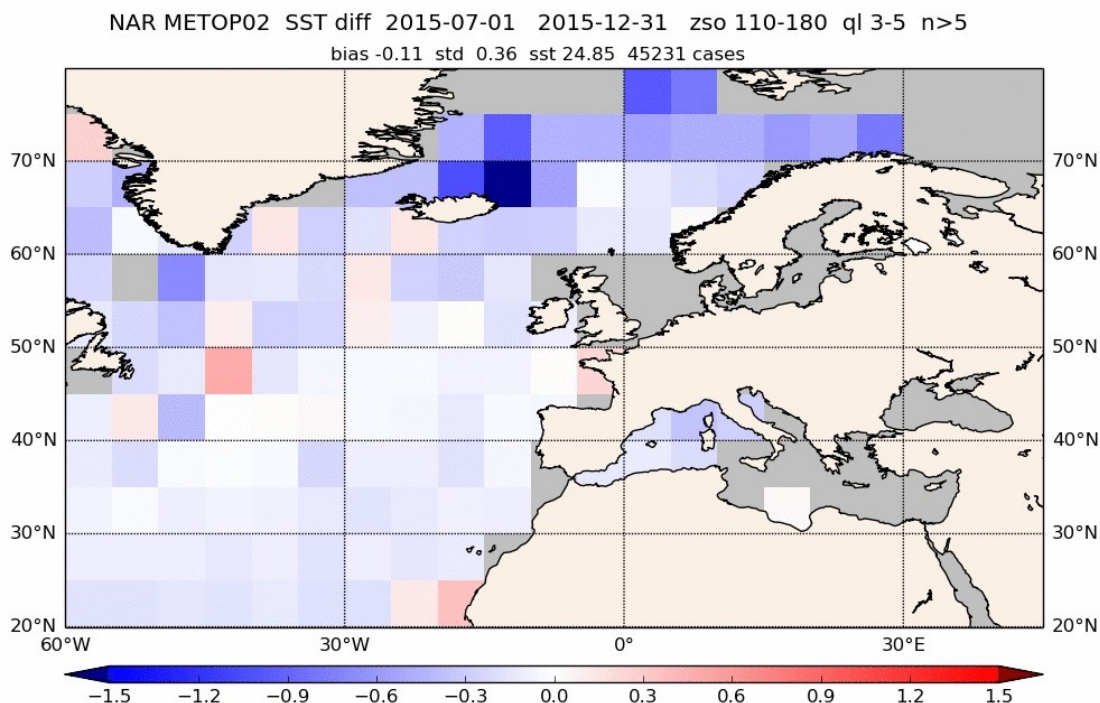 NAR METOP02 SST diff 2015-07-01 2015-12-31 zso 110-180 ql 3-5 n>5
bias -0.11 std 0.36 sst 24.85 45231 cases
70°N 70°N
60°N 60°N
50°N 50°N
40°N 40°N
30°N 30°N
20°N 20°N
60°W 30°W 0° 30°E
−1.5 −1.2 −0.9 −0.6 −0.3 0.0 0.3 0.6 0.9 1.2 1.5